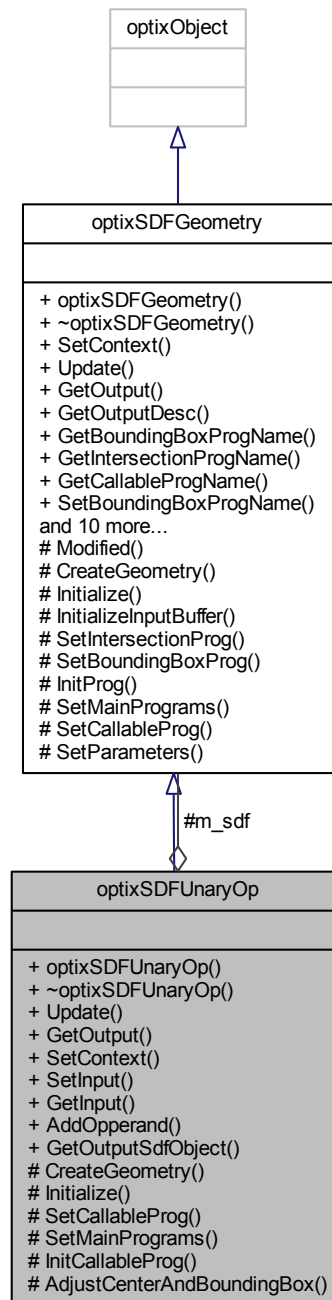 optixObject
optixSDFGeometry
+ optixSDFGeometry()
+ ~optixSDFGeometry()
+ SetContext()
+ Update()
+ GetOutput()
+ GetOutputDesc()
+ GetBoundingBoxProgName()
+ GetIntersectionProgName()
+ GetCallableProgName()
+ SetBoundingBoxProgName()
and 10 more...
# Modified()
# CreateGeometry()
# Initialize()
# InitializeInputBuffer()
# SetIntersectionProg()
# SetBoundingBoxProg()
# InitProg()
# SetMainPrograms()
# SetCallableProg()
# SetParameters()
#m_sdf
optixSDFUnaryOp
+ optixSDFUnaryOp()
+ ~optixSDFUnaryOp()
+ Update()
+ GetOutput()
+ SetContext()
+ SetInput()
+ GetInput()
+ AddOpperand()
+ GetOutputSdfObject()
# CreateGeometry()
# Initialize()
# SetCallableProg()
# SetMainPrograms()
# InitCallableProg()
# AdjustCenterAndBoundingBox()